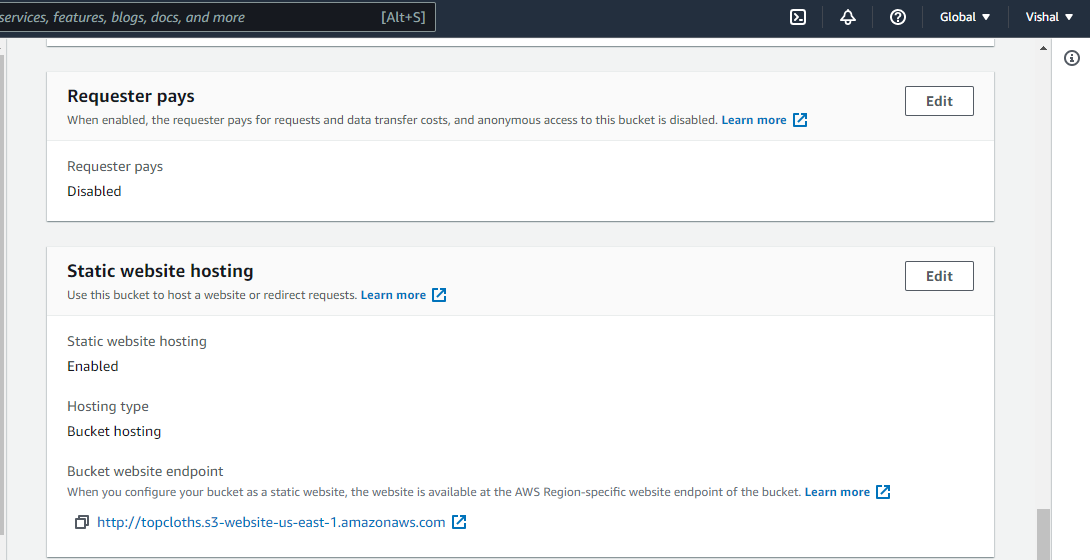 services, features, blogs, docs, and more [Alt+S] Global Vishal
Requester pays
Edit
When enabled, the requester pays for requests and data transfer costs, and anonymous access to this bucket is disabled. Learn more
Requester pays
Disabled
Static website hosting
Edit
Use this bucket to host a website or redirect requests. Learn more
Static website hosting
Enabled
Hosting type
Bucket hosting
Bucket website endpoint
When you configure your bucket as a static website, the website is available at the AWS Region-specific website endpoint of the bucket. Learn more
http://topcloths.s3-website-us-east-1.amazonaws.com